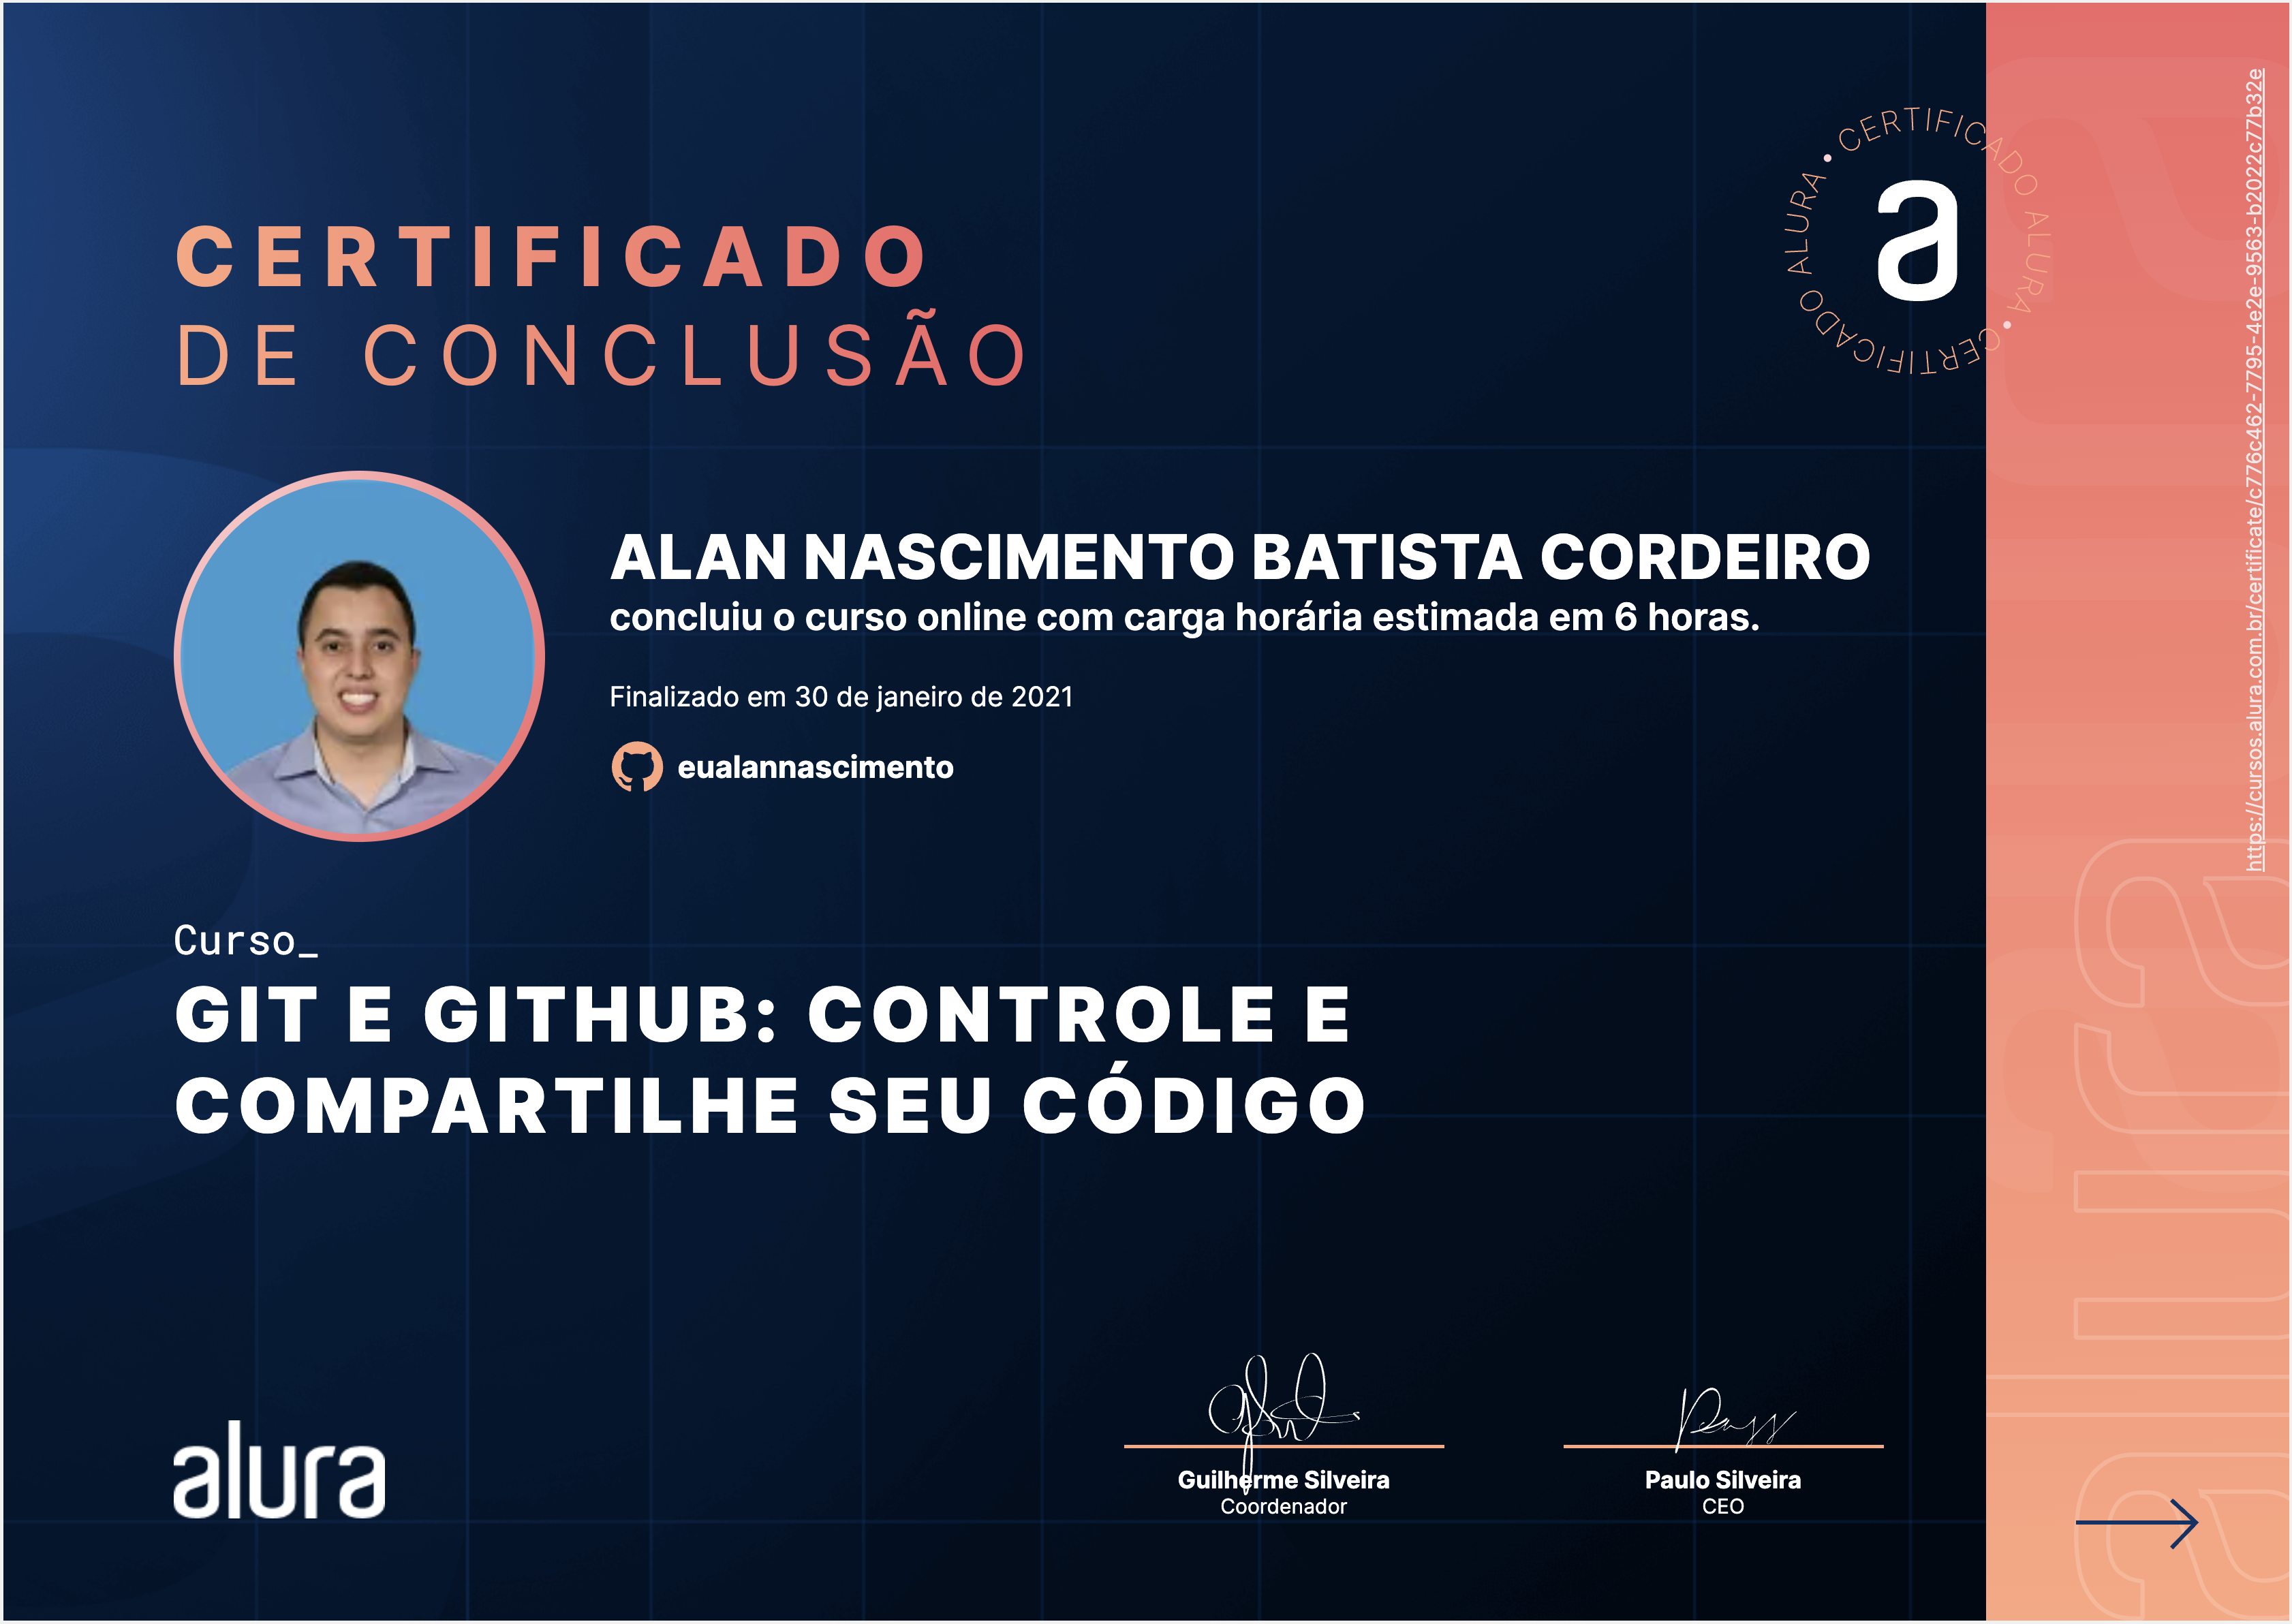 CERTIFICADO
DE CONCLUSÃO
CERTIFICADO ALURA • CERTIFICADO ALURA •
a
ALAN NASCIMENTO BATISTA CORDEIRO
concluiu o curso online com carga horária estimada em 6 horas.
Finalizado em 30 de janeiro de 2021
eualannascimento
Curso_
GIT E GITHUB: CONTROLE E
COMPARTILHE SEU CÓDIGO
alura
Guilherme Silveira
Coordenador
Paulo Silveira
CEO
https://cursos.alura.com.br/certificate/c776c462-7795-4e2e-9563-b2022c77b32e
alura